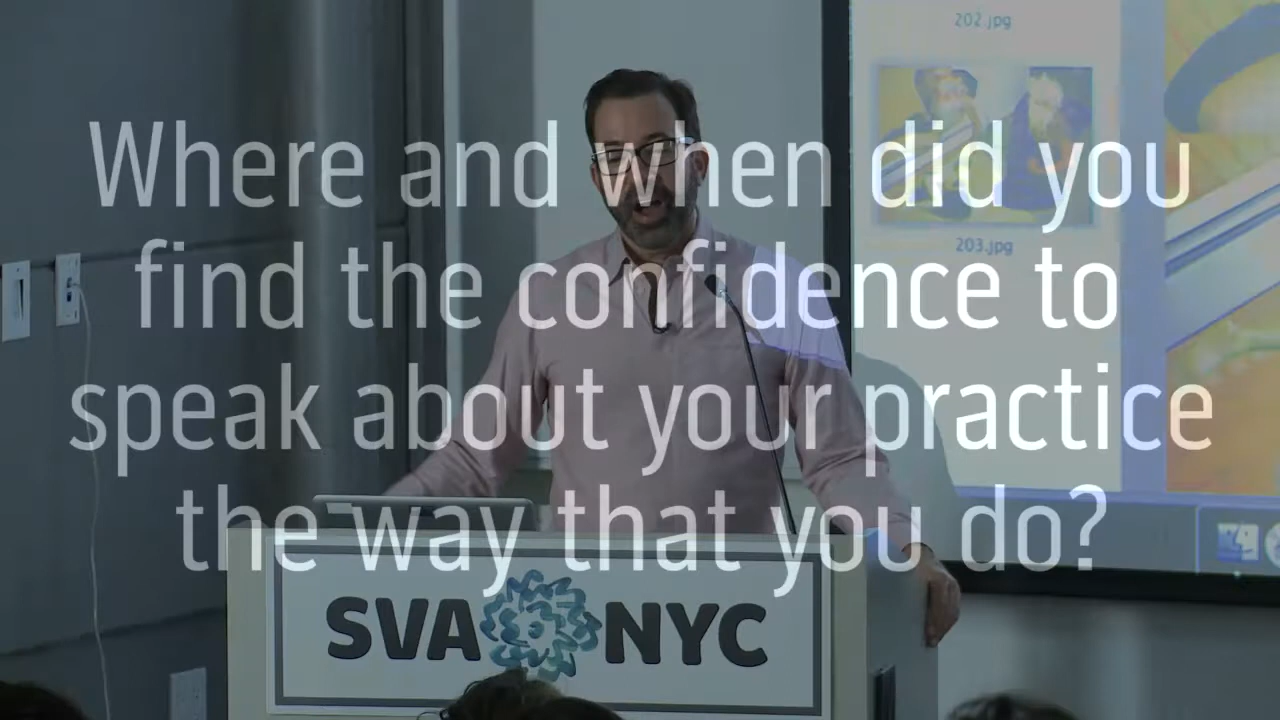 202.jpg
Where and when did you
203.jpg
find the confidence to
speak about your practice
the way that you do?
SVA NYC